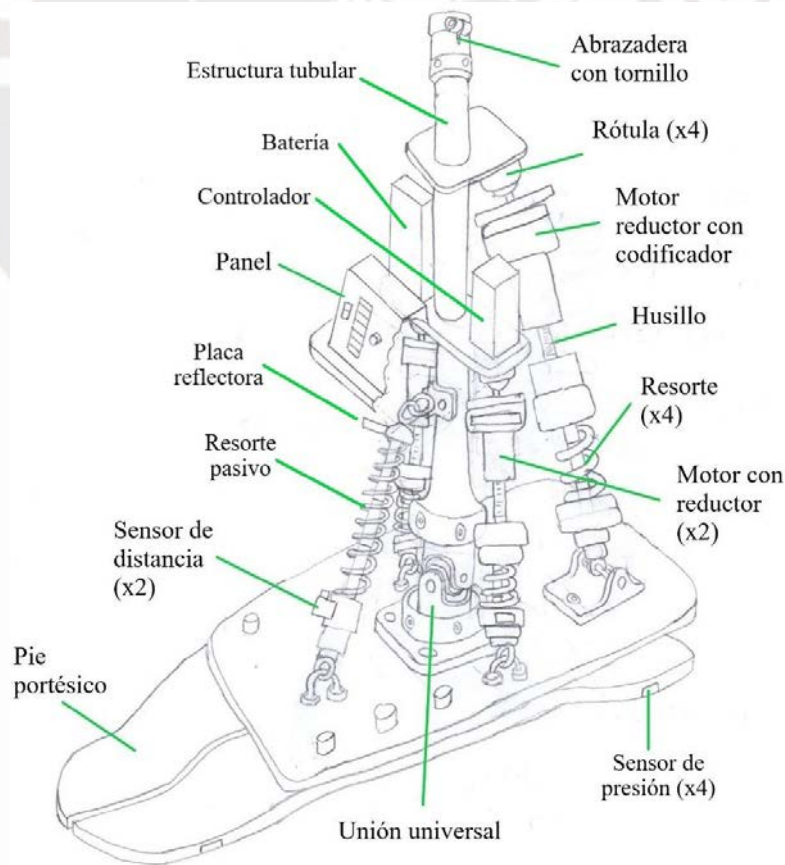 Abrazadera
con tornillo
Estructura tubular
Rótula (x4)
Batería
Motor
reductor con
codificador
Controlador
Panel
Husillo
Placa
reflectora
Resorte
(x4)
Resorte
pasivo
Motor con
reductor
(x2)
Sensor de
distancia
(x2)
Pie
portésico
Sensor de
presión (x4)
Unión universal